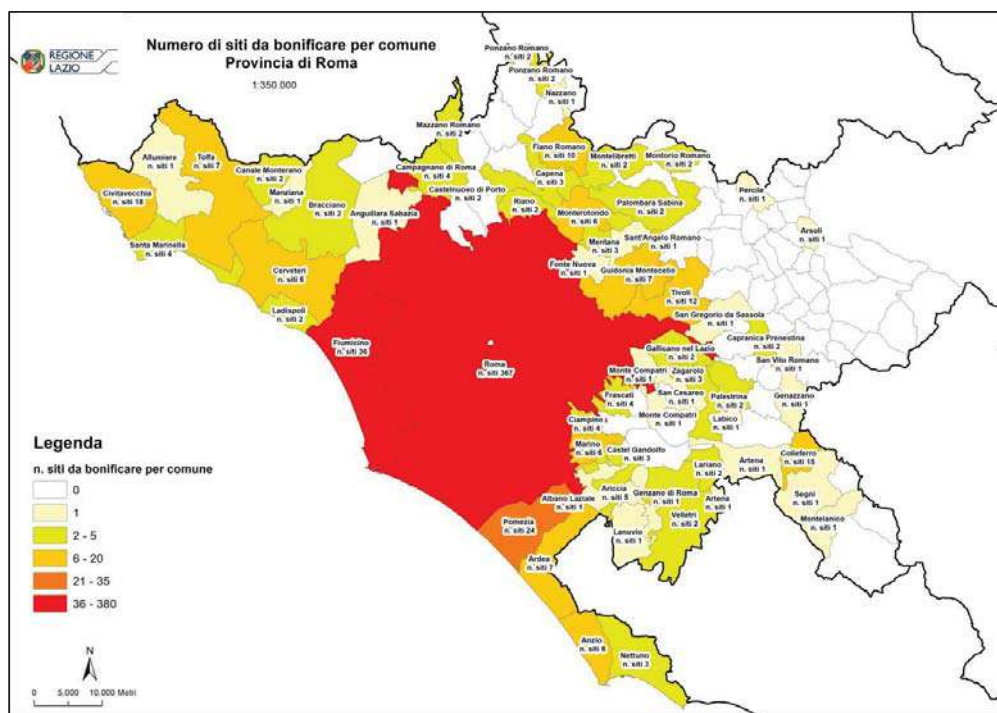 REGIONE
LAZIO
Numero di siti da bonificare per comune
Provincia di Roma
1:350.000
Ponzano Romano
n. siti 2
Ponzano Romano
n. siti 2
Nazzano
n. siti 1
Mazzano Romano
n. siti 2
Allumiere
n. siti 1
Tolfa
n. siti 7
Canale Monterano
n. siti 2
Manziana
n. siti 1
Civitavecchia
n. siti 18
Bracciano
n. siti 2
Campagnano di Roma
n. siti 4
Castelnuovo di Porto
n. siti 2
Anguillara Sabazia
n. siti 1
Fiano Romano
n. siti 10
Capena
n. siti 3
Montelibretti
n. siti 2
Montorio Romano
n. siti 2
Riano
n. siti 2
Monterotondo
n. siti 6
Palombara Sabina
n. siti 2
Percile
n. siti 1
Arsoli
n. siti 1
Santa Marinella
n. siti 4
Cerveteri
n. siti 6
Ladispoli
n. siti 2
Mentana
n. siti 3
Sant'Angelo Romano
n. siti 1
Fonte Nuova
n. siti 1
Guidonia Montecelio
n. siti 7
Tivoli
n. siti 12
San Gregorio da Sassola
n. siti 1
Fiumicino
n. siti 36
Roma
n. siti 367
Capranica Prenestina
n. siti 2
Gallicano nel Lazio
n. siti 2
San Vito Romano
n. siti 1
Monte Compatri
n. siti 1
Zagarolo
n. siti 3
Frascati
n. siti 4
San Cesareo
n. siti 1
Palestrina
n. siti 2
Genazzano
n. siti 1
Ciampino
n. siti 4
Monte Compatri
n. siti 1
Labico
n. siti 1
Marino
n. siti 6
Castel Gandolfo
n. siti 3
Lariano
n. siti 2
Artena
n. siti 1
Colleferro
n. siti 15
Ariccia
n. siti 5
Genzano di Roma
n. siti 1
Artena
n. siti 1
Segni
n. siti 1
Albano Laziale
n. siti 1
Velletri
n. siti 2
Montelanico
n. siti 1
Pomezia
n. siti 24
Lanuvio
n. siti 1
Ardea
n. siti 7
Anzio
n. siti 6
Nettuno
n. siti 3
Legenda
n. siti da bonificare per comune
0
1
2 - 5
6 - 20
21 - 35
36 - 380
N
0 5.000 10.000 Metri